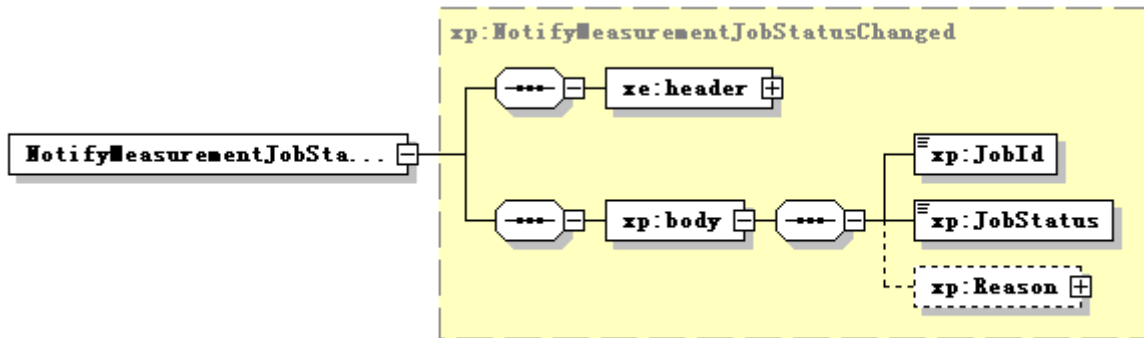 xp:NotifyMeasurementJobStatusChanged
xe:header
NotifyMeasurementJobSta...
xp:JobId
xp:body
xp:JobStatus
xp:Reason